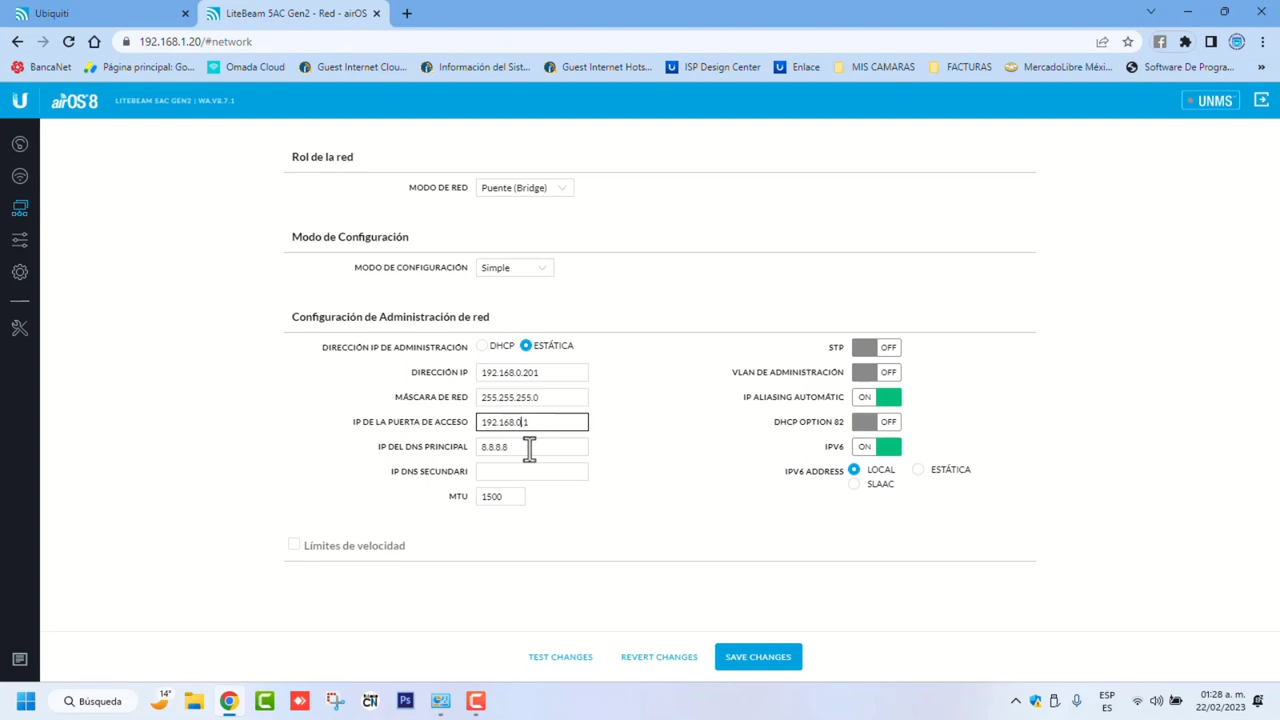 Ubiquiti
LiteBeam 5AC Gen2 - Red - airOS
192.168.1.20/#network
BancaNet
Página principal: Go...
Omada Cloud
Guest Internet Clou...
Información del Sist...
Guest Internet Hots...
ISP Design Center
Enlace
MIS CAMARAS
FACTURAS
MercadoLibre Méxi...
Software De Progra...
airOS 8
LITEBEAM 5AC GEN2 | WA.V8.7.1
UNMS
Rol de la red
MODO DE RED Puente (Bridge)
Modo de Configuración
MODO DE CONFIGURACIÓN Simple
Configuración de Administración de red
DIRECCIÓN IP DE ADMINISTRACIÓN DHCP ESTÁTICA
DIRECCIÓN IP 192.168.0.201
MÁSCARA DE RED 255.255.255.0
IP DE LA PUERTA DE ACCESO 192.168.0.1
IP DEL DNS PRINCIPAL 8.8.8.8
IP DNS SECUNDARI
MTU 1500
STP OFF
VLAN DE ADMINISTRACIÓN OFF
IP ALIASING AUTOMÁTIC ON
DHCP OPTION 82 OFF
IPV6 ON
IPV6 ADDRESS LOCAL ESTÁTICA
SLAAC
Límites de velocidad
TEST CHANGES
REVERT CHANGES
SAVE CHANGES
Búsqueda
14°
CN
Ps
ESP
ES
01:28 a. m.
22/02/2023